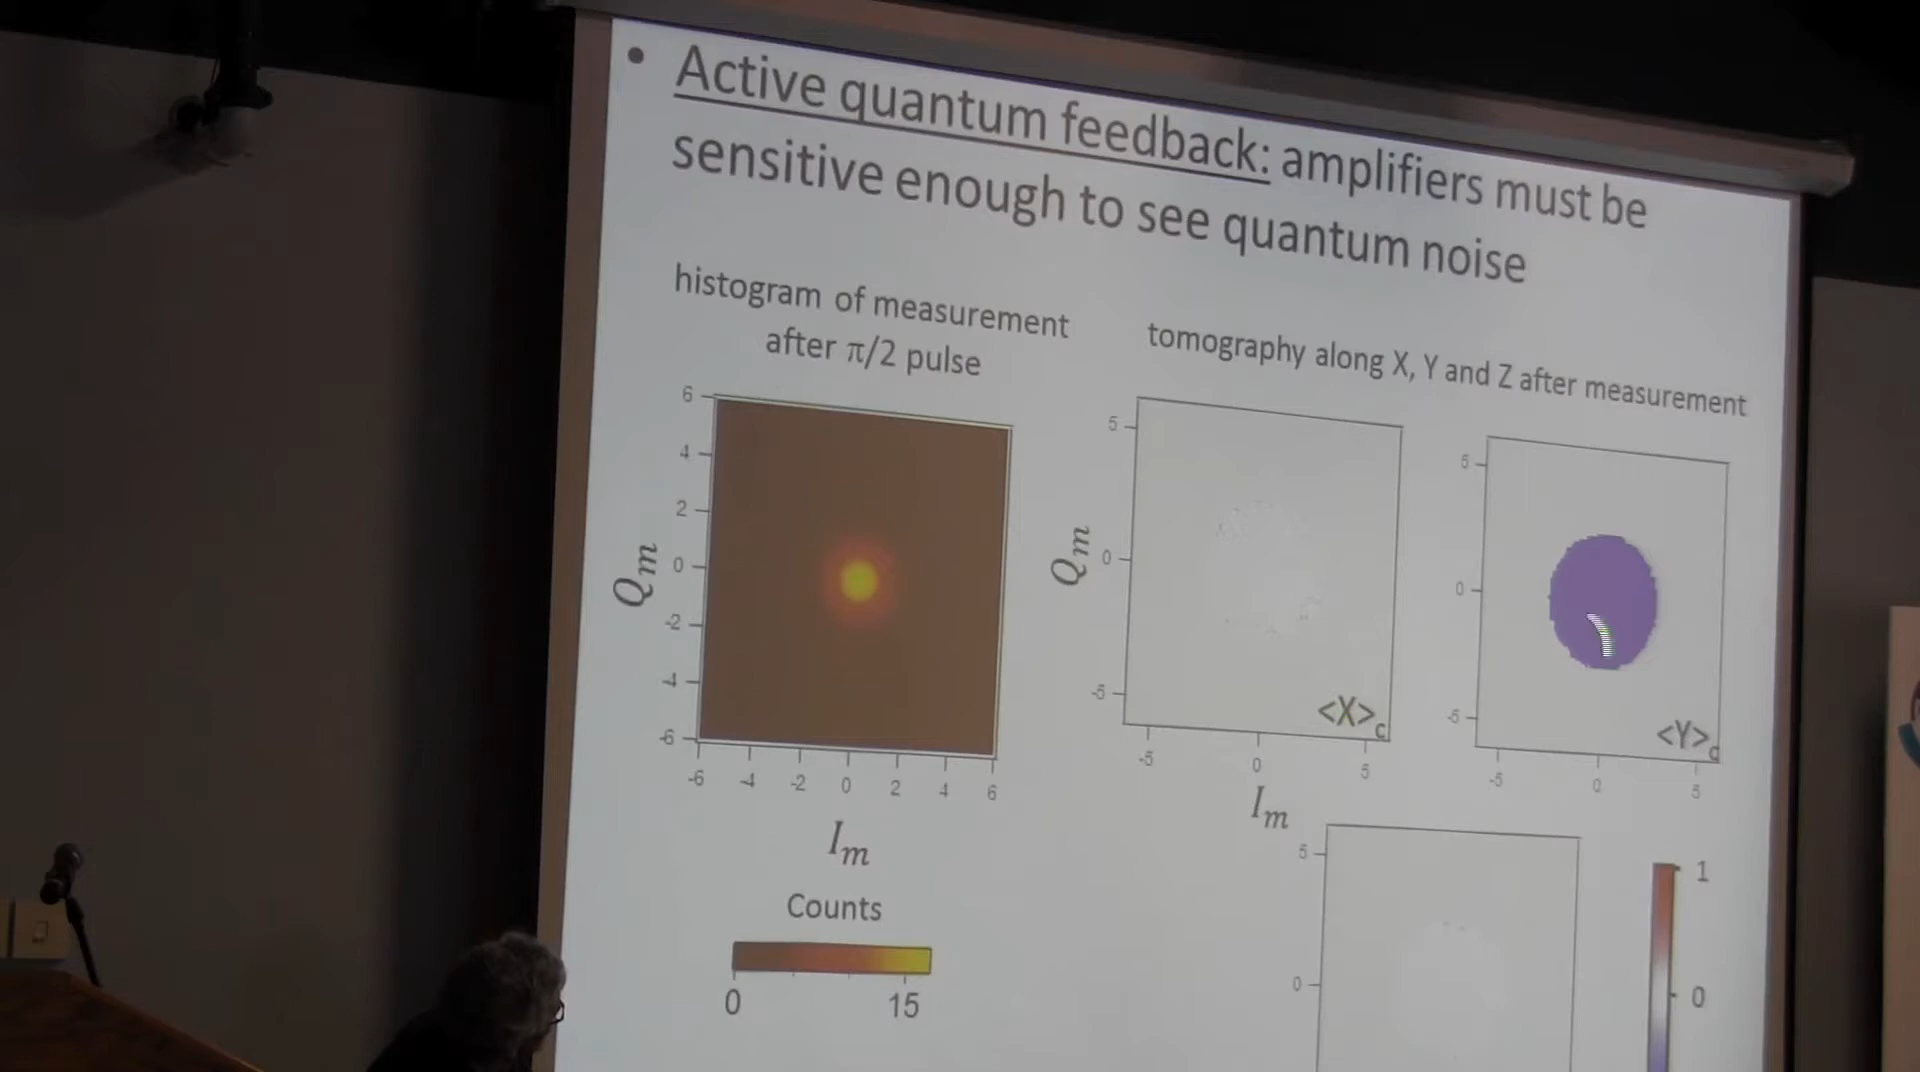 • Active quantum feedback: amplifiers must be
sensitive enough to see quantum noise
histogram of measurement
after π/2 pulse
tomography along X, Y and Z after measurement
6
4
2
0
-2
-4
-6
Qm
-6 -4 -2 0 2 4 6
Im
Counts
0 15
5
0
-5
Qm
<X>c
-5 0 5
Im
5
0
-5
<Y>c
-5 0 5
5
0
1
0